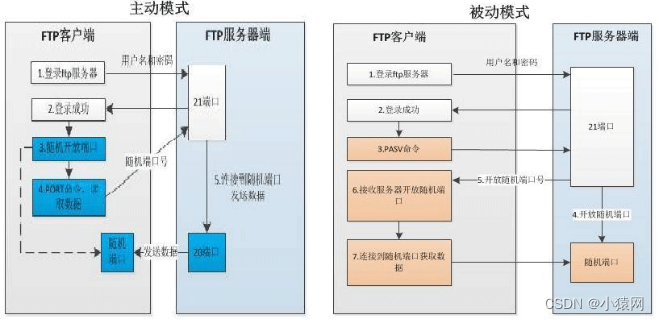 主动模式
FTP客户端
FTP服务器端
1.登录ftp服务器
用户名和密码
2.登录成功
21端口
3.随机开放端口
随机端口号
4.PORT命令，
取数据
5.连接到随机端口
发送数据
随机
端口
发送数据
20端口
被动模式
FTP客户端
FTP服务器端
1.登录ftp服务器
用户名和密码
2.登录成功
21端口
3.PASV命令
5.开放随机端口号
6.接收服务器开放随机端
口
4.开放随机端口
7.连接到随机端口获取数
据
随机端口
CSDN @小猿网